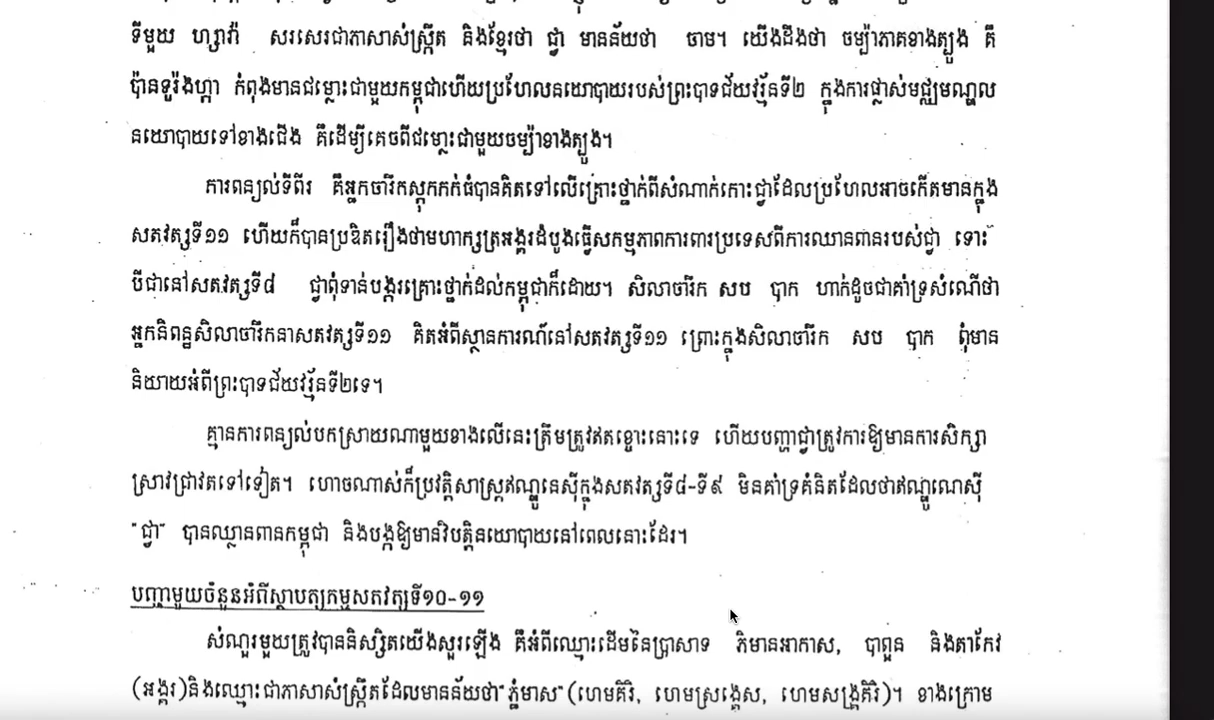 ទីមួយ ហ្សាវ៉ា សរសេរជាភាសាសំស្ក្រឹត និងខ្មែរថា ជ្វា មានន័យថា ចាម។ យើងដឹងថា ចម្ប៉ាភាគខាងត្បូង គឺ
ប៉ានទូរ៉ង់ហ្គា កំពុងមានជម្លោះជាមួយកម្ពុជាហើយប្រហែលនយោបាយរបស់ព្រះបាទជ័យវរ្ម័នទី២ ក្នុងការផ្លាស់មជ្ឈមណ្ឌល
នយោបាយទៅខាងជើង គឺដើម្បីគេចពីជម្លោះជាមួយចម្ប៉ាខាងត្បូង។
ការពន្យល់ទីពីរ គឺអ្នកចារឹកស្តុកកក់ធំបានគិតទៅលើគ្រោះថ្នាក់ពីសំណាក់កោះជ្វាដែលប្រហែលអាចកើតមានក្នុង
សតវត្សទី១១ ហើយក៏បានប្រឌិតរឿងថាមហាក្សត្រអង្គរដំបូងធ្វើសកម្មភាពការពារប្រទេសពីការឈានពានរបស់ជ្វា ទោះ
បីជានៅសតវត្សទី៨ ជ្វាពុំទាន់បង្ករគ្រោះថ្នាក់ដល់កម្ពុជាក៏ដោយ។ សិលាចារឹក សប បាក ហាក់ដូចជាគាំទ្រសំណើថា
អ្នកនិពន្ឋសិលាចារឹកនាសតវត្សទី១១ គិតអំពីស្ថានការណ៍នៅសតវត្សទី១១ ព្រោះក្នុងសិលាចារឹក សប បាក ពុំមាន
និយាយអំពីព្រះបាទជ័យវរ្ម័នទី២ទេ។
គ្មានការពន្យល់បកស្រាយណាមួយខាងលើនេះត្រឹមត្រូវឥតខ្ចោះនោះទេ ហើយបញ្ហាជ្វាត្រូវការឱ្យមានការសិក្សា
ស្រាវជ្រាវតទៅទៀត។ ហោចណាស់ក៏ប្រវត្តិសាស្ត្រឥណ្ឌូនេស៊ីក្នុងសតវត្សទី៨-ទី៩ មិនគាំទ្រគំនិតដែលថាឥណ្ឌូណេស៊ី
"ជ្វា" បានឈ្លានពានកម្ពុជា និងបង្កឱ្យមានវិបត្តិនយោបាយនៅពេលនោះដែរ។
បញ្ហាមួយចំនួនអំពីស្ថាបត្យកម្មសតវត្សទី១០-១១
សំណួរមួយត្រូវបាននិស្សិតយើងសួរឡើង គឺអំពីឈ្មោះដើមនៃប្រាសាទ ភិមានអាកាស, បាពួន និងតាកែវ
(អង្គរ)និងឈ្មោះជាភាសាសំស្ក្រឹតដែលមានន័យថា"ភ្នំមាស"(ហេមគិរិ, ហេមស្រង្គេស, ហេមសង្គ្រគិរិ)។ ខាងក្រោម